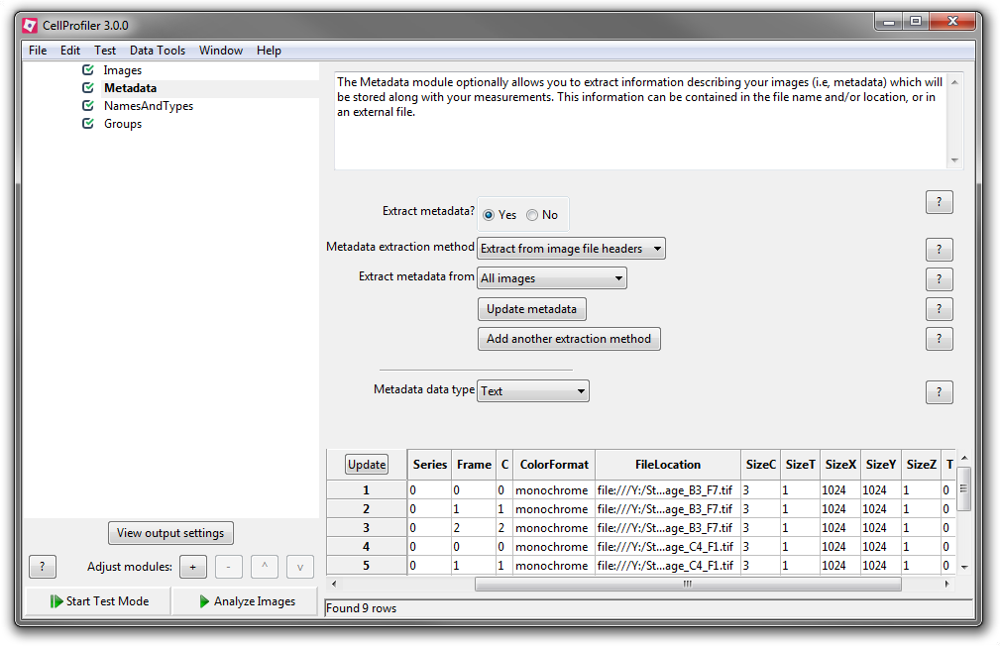 CellProfiler 3.0.0
File Edit Test Data Tools Window Help
Images
Metadata
NamesAndTypes
Groups
The Metadata module optionally allows you to extract information describing your images (i.e, metadata) which will
be stored along with your measurements. This information can be contained in the file name and/or location, or in
an external file.
Extract metadata? Yes No ?
Metadata extraction method Extract from image file headers ?
Extract metadata from All images ?
Update metadata ?
Add another extraction method ?
Metadata data type Text ?
Update Series Frame C ColorFormat FileLocation SizeC SizeT SizeX SizeY SizeZ T
1 0 0 0 monochrome file:///Y:/St...age_B3_F7.tif 3 1 1024 1024 1 0
2 0 1 1 monochrome file:///Y:/St...age_B3_F7.tif 3 1 1024 1024 1 0
3 0 2 2 monochrome file:///Y:/St...age_B3_F7.tif 3 1 1024 1024 1 0
4 0 0 0 monochrome file:///Y:/St...age_C4_F1.tif 3 1 1024 1024 1 0
5 0 1 1 monochrome file:///Y:/St...age_C4_F1.tif 3 1 1024 1024 1 0
Found 9 rows
View output settings
? Adjust modules: + - ^ v
Start Test Mode Analyze Images